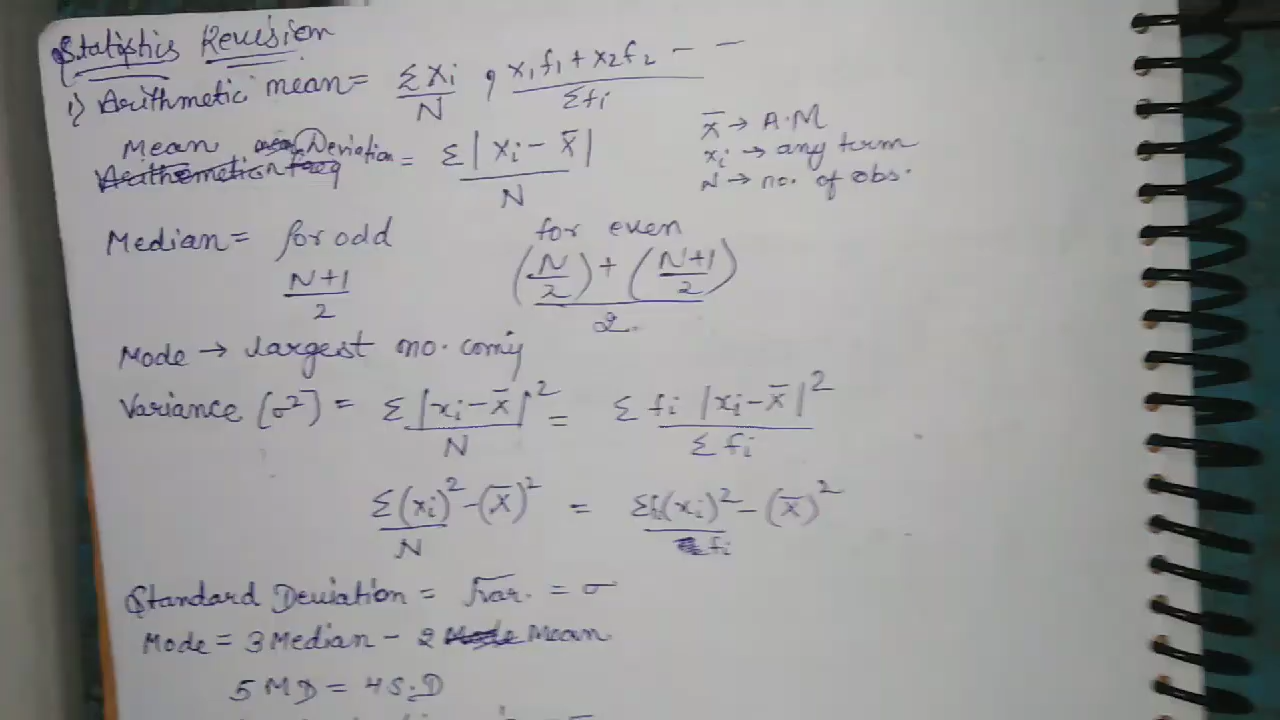 Statistics Revision
1) Arithmetic mean = Σxi / N , x1f1 + x2f2 - - / Σfi
Mean Deviation = Σ|xi - x̄| / N
x̄ → A.M
xi → any term
N → no. of obs.
Median = for odd for even
N+1 / 2 ((N/2) + (N+1/2)) / 2.
Mode → largest no. comiy
Variance (σ²) = Σ|xi - x̄|² / N = Σ fi |xi - x̄|² / Σ fi
Σ(xi)² / N - (x̄)² = Σfi(xi)² / Σfi - (x̄)²
Standard Deviation = √var. = σ
Mode = 3 Median - 2 Mean
5 MD = 4 S.D